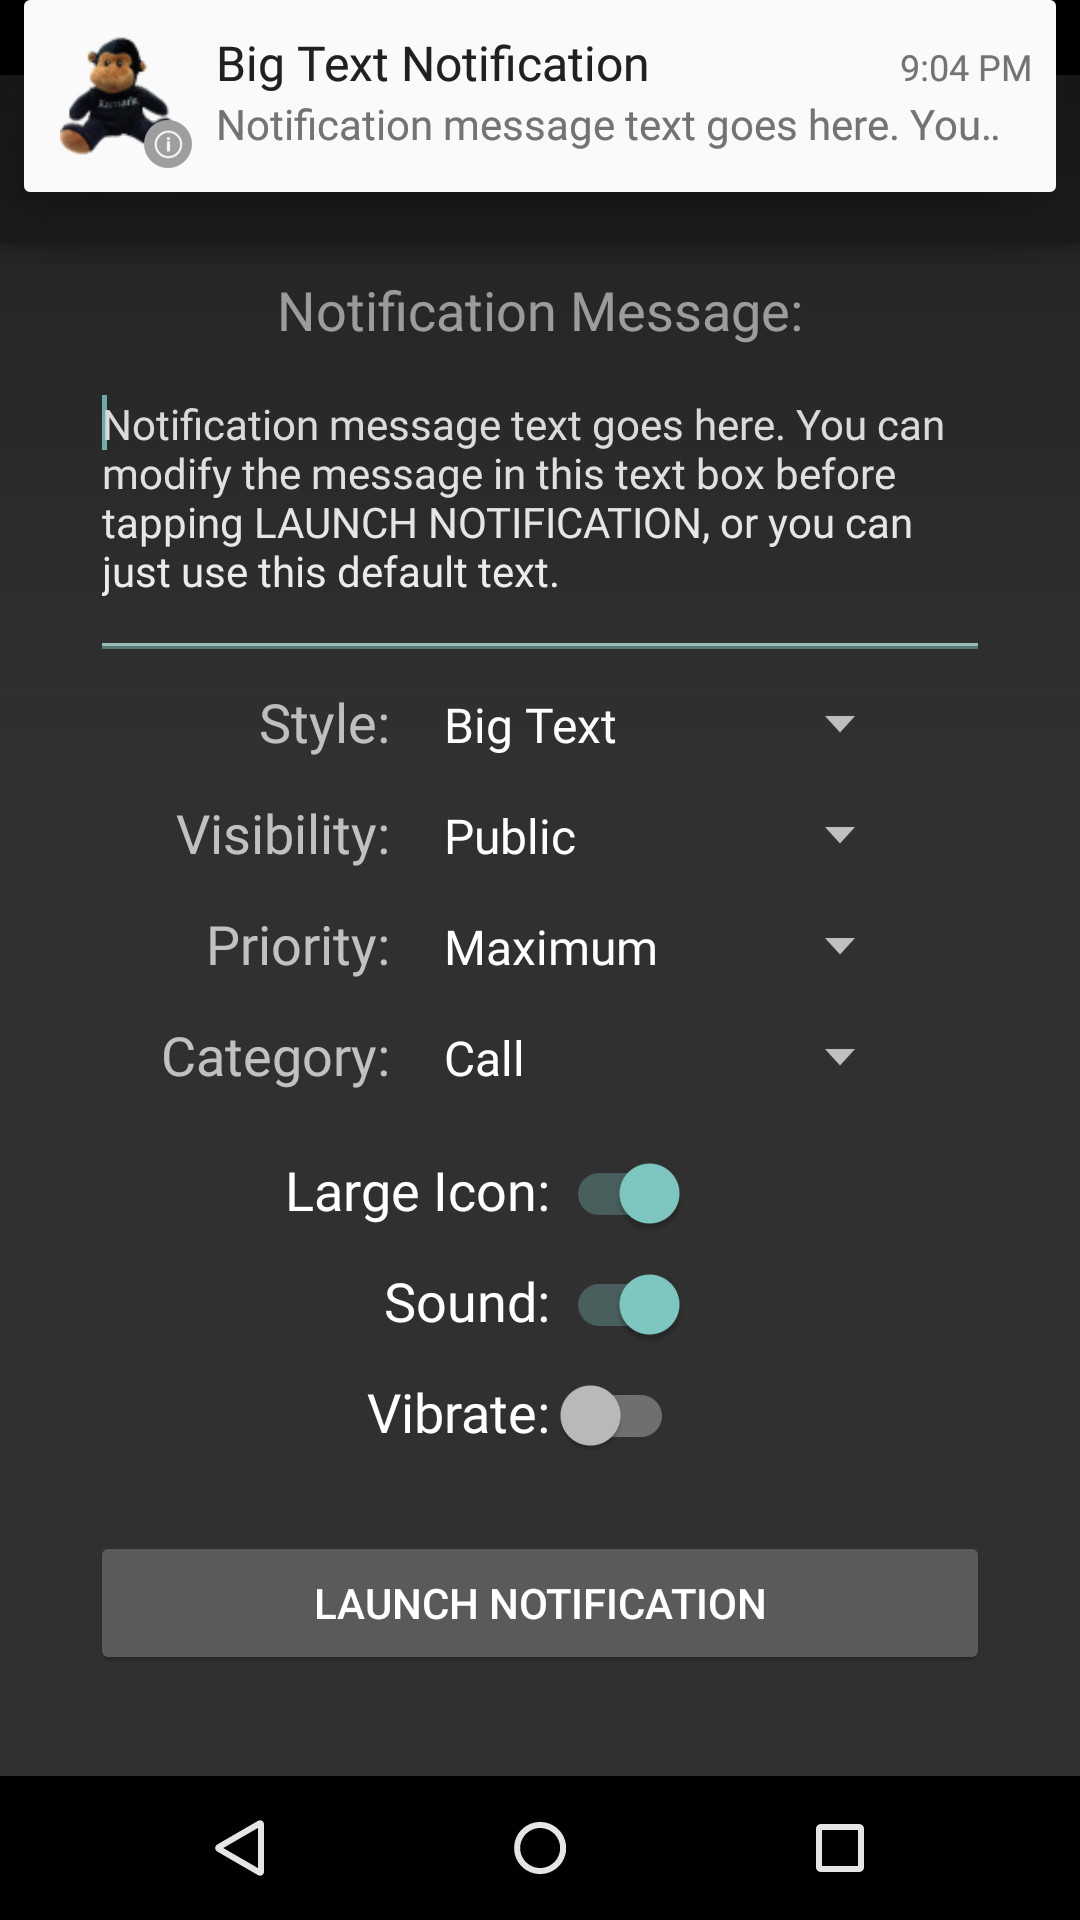 Big Text Notification
9:04 PM
Xamarin
Notification message text goes here. You..
Notification Message:
Notification message text goes here. You can
modify the message in this text box before
tapping LAUNCH NOTIFICATION, or you can
just use this default text.
Style: Big Text
Visibility: Public
Priority: Maximum
Category: Call
Large Icon:
Sound:
Vibrate:
LAUNCH NOTIFICATION